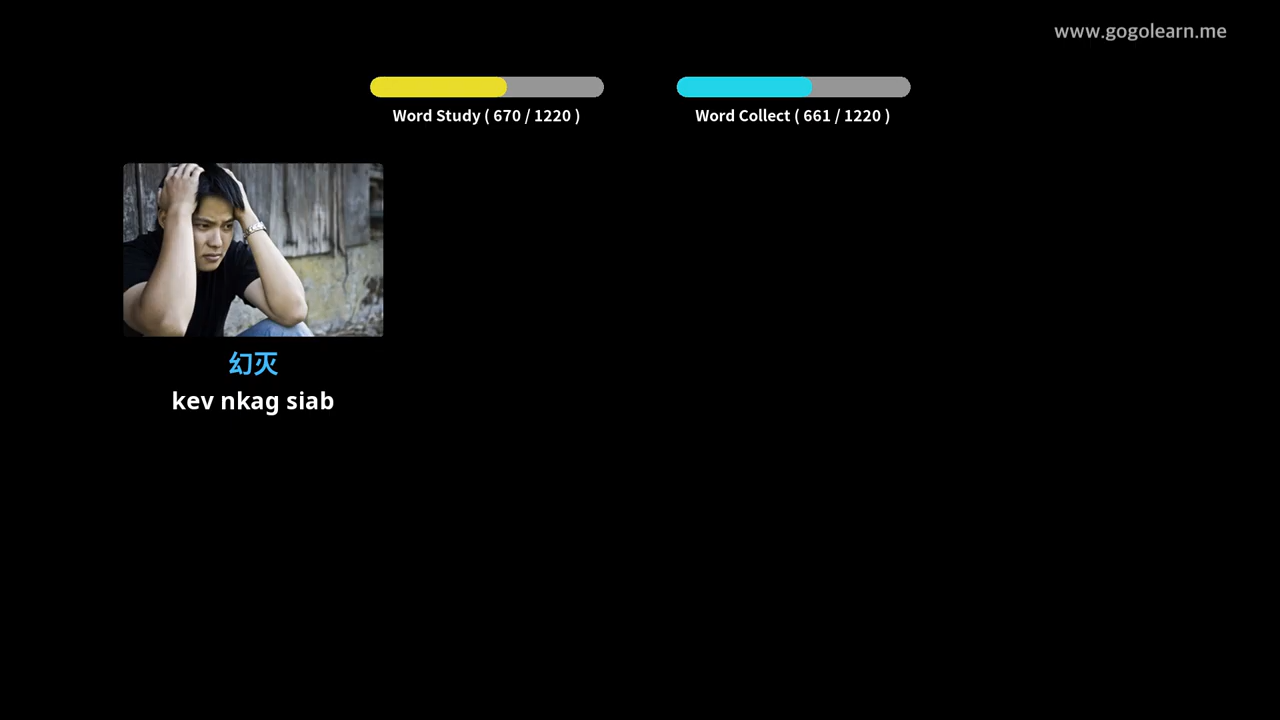 www.gogolearn.me
Word Study ( 670 / 1220 )
Word Collect ( 661 / 1220 )
幻灭
kev nkag siab